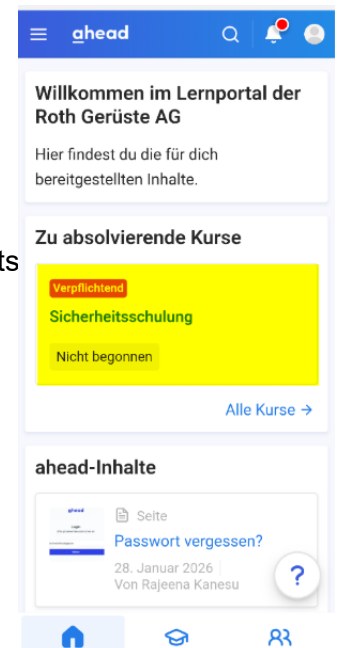 ahead
Willkommen im Lernportal der
Roth Gerüste AG
Hier findest du die für dich
bereitgestellten Inhalte.
Zu absolvierende Kurse
ts
Verpflichtend
Sicherheitsschulung
Nicht begonnen
Alle Kurse →
ahead-Inhalte
Seite
Passwort vergessen?
28. Januar 2026
Von Rajeena Kanesu
?